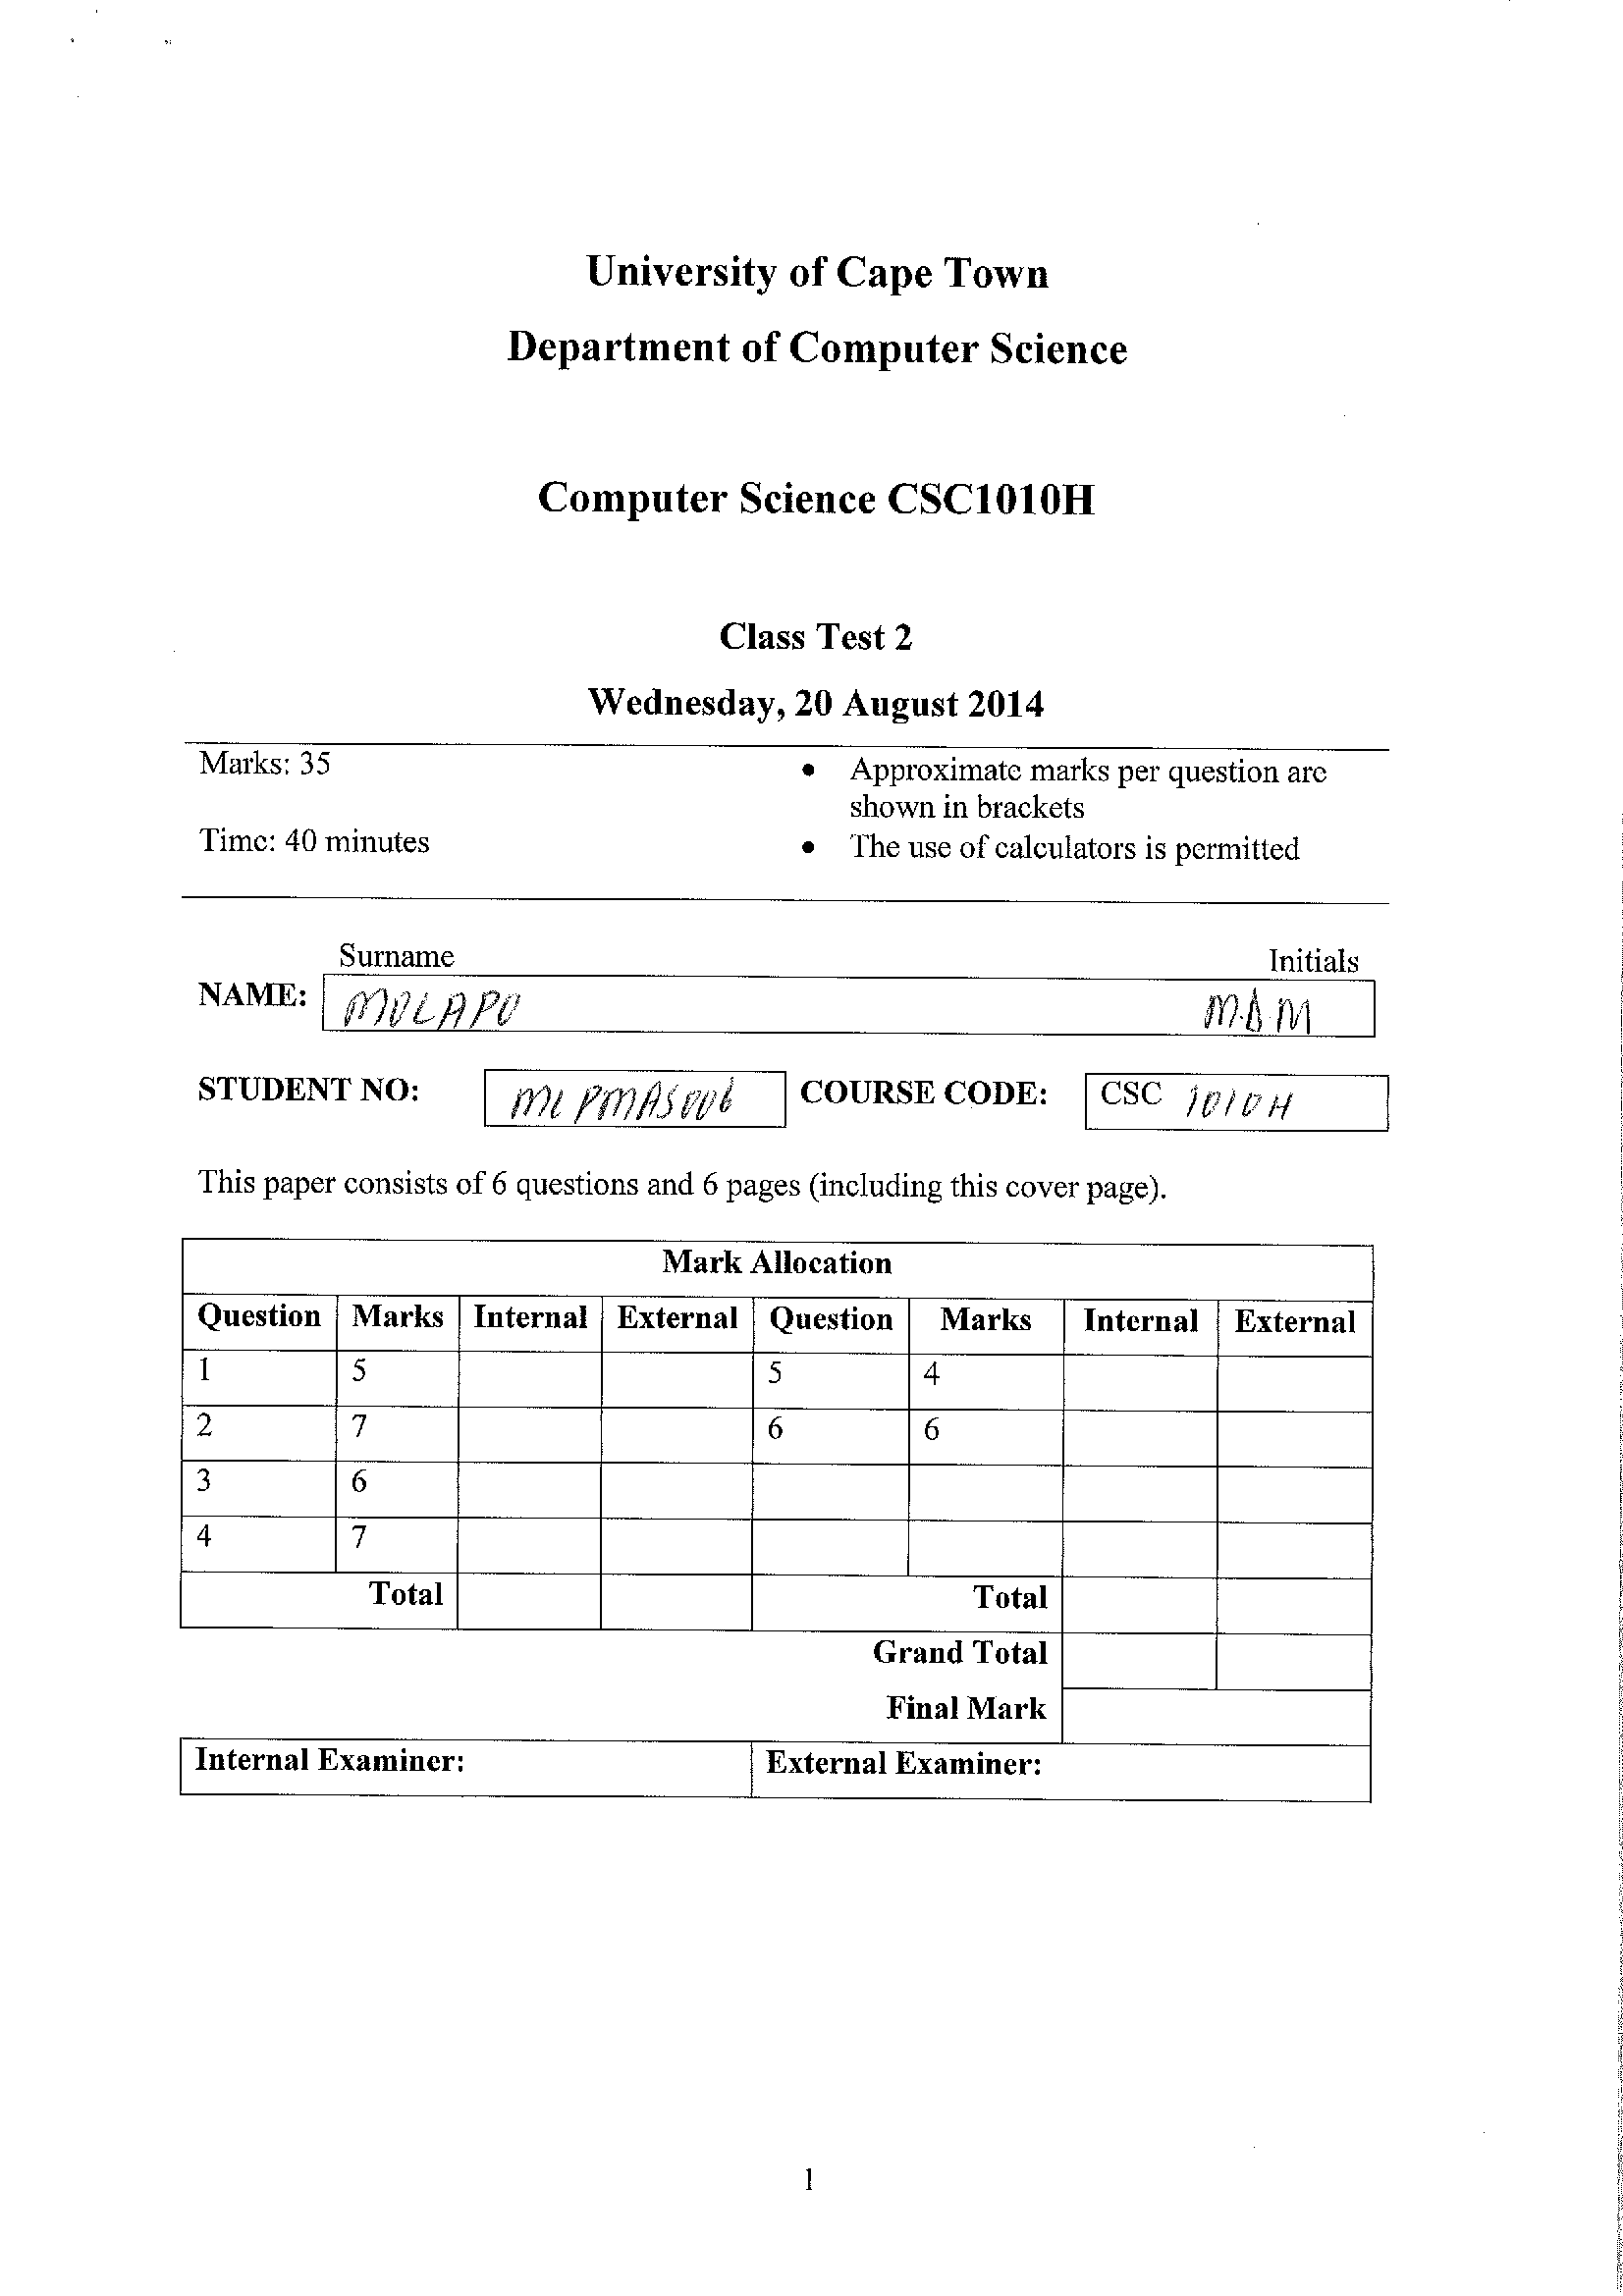 University of Cape Town
Department of Computer Science
Computer Science CSC1010H
Class Test 2
Wednesday, 20 August 2014
Marks: 35
Time: 40 minutes
• Approximate marks per question are
shown in brackets
• The use of calculators is permitted
Surname Initials
NAME: MOLAPO M.D.M
STUDENT NO: MLPMAS006 COURSE CODE: CSC 1010H
This paper consists of 6 questions and 6 pages (including this cover page).
Mark Allocation
Question Marks Internal External Question Marks Internal External
1 5 5 4
2 7 6 6
3 6
4 7
Total Total
Grand Total
Final Mark
Internal Examiner: External Examiner:
1